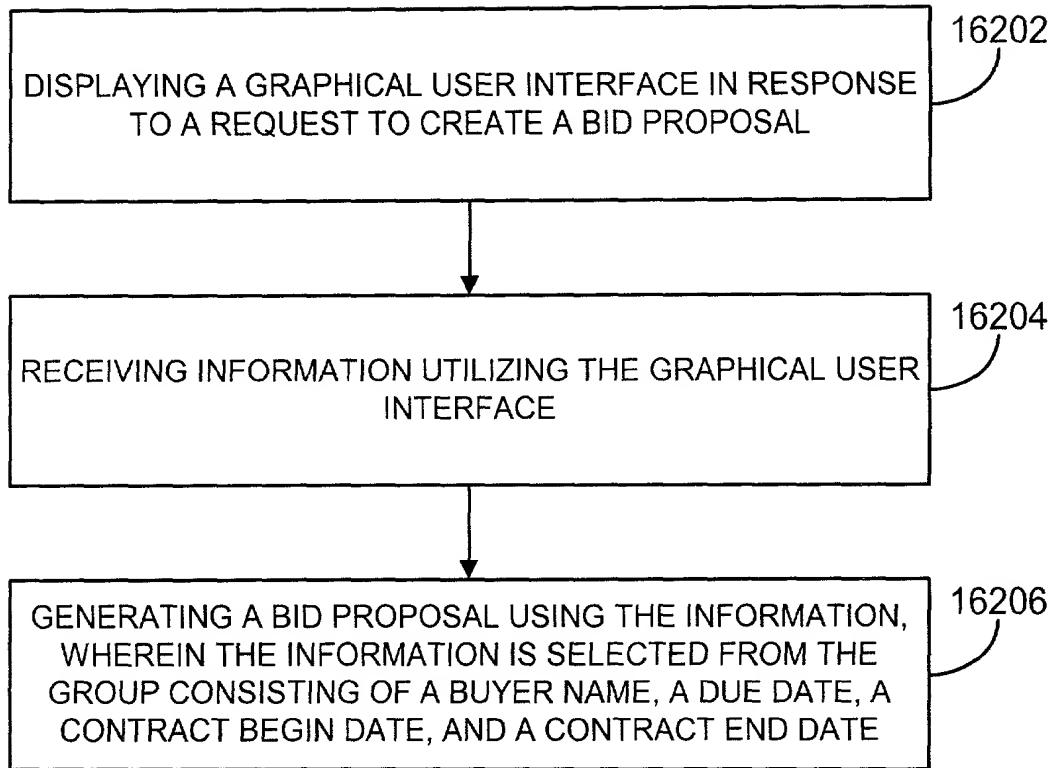 16202
DISPLAYING A GRAPHICAL USER INTERFACE IN RESPONSE
TO A REQUEST TO CREATE A BID PROPOSAL
16204
RECEIVING INFORMATION UTILIZING THE GRAPHICAL USER
INTERFACE
16206
GENERATING A BID PROPOSAL USING THE INFORMATION,
WHEREIN THE INFORMATION IS SELECTED FROM THE
GROUP CONSISTING OF A BUYER NAME, A DUE DATE, A
CONTRACT BEGIN DATE, AND A CONTRACT END DATE